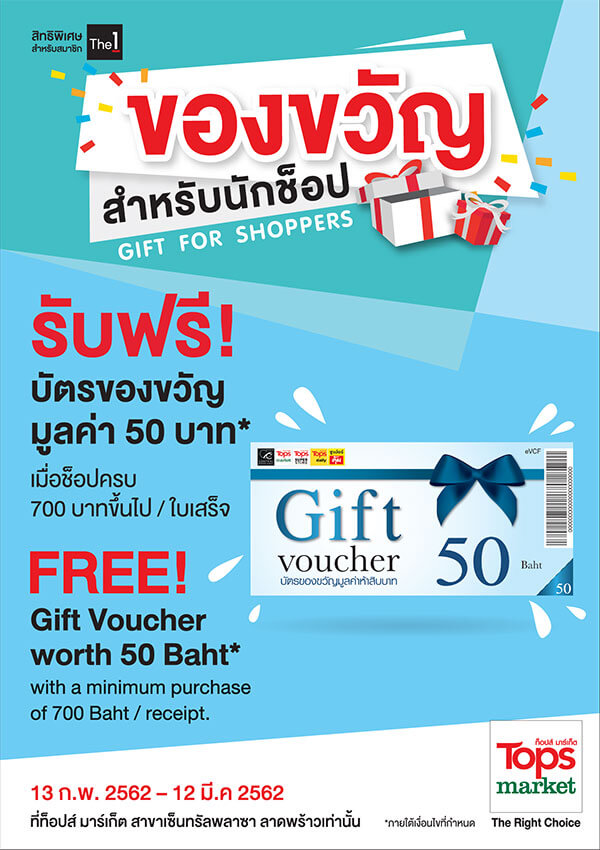 สิทธิพิเศษ
สำหรับสมาชิก
The1
ของขวัญ
สำหรับนักช็อป
GIFT FOR SHOPPERS
รับฟรี!
บัตรของขวัญ
มูลค่า 50 บาท*
เมื่อช็อปครบ
700 บาทขึ้นไป / ใบเสร็จ
FREE!
Gift Voucher
worth 50 Baht*
with a minimum purchase
of 700 Baht / receipt.
Tops market
Tops
Tops daily
eVCF
Gift
voucher
บัตรของขวัญมูลค่าห้าสิบบาท
50 Baht
50
13 ก.พ. 2562 – 12 มี.ค 2562
ที่ท็อปส์ มาร์เก็ต สาขาเซ็นทรัลพลาซา ลาดพร้าวเท่านั้น
*ภายใต้เงื่อนไขที่กำหนด
ท็อปส์ มาร์เก็ต
Tops
market
The Right Choice